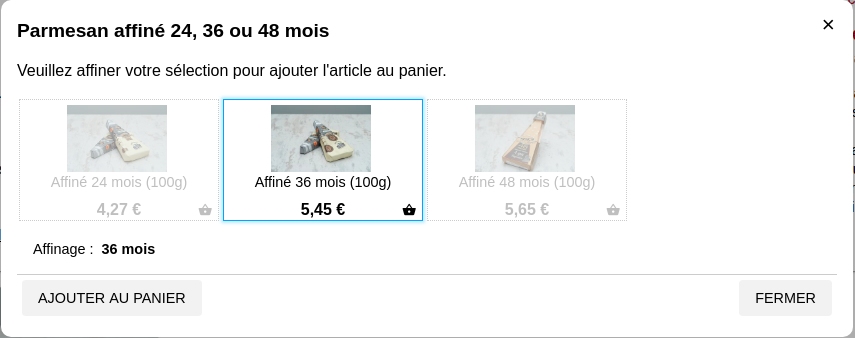 Parmesan affiné 24, 36 ou 48 mois
Veuillez affiner votre sélection pour ajouter l'article au panier.
Affiné 24 mois (100g)
4,27 €
Affiné 36 mois (100g)
5,45 €
Affiné 48 mois (100g)
5,65 €
Affinage : 36 mois
AJOUTER AU PANIER
FERMER